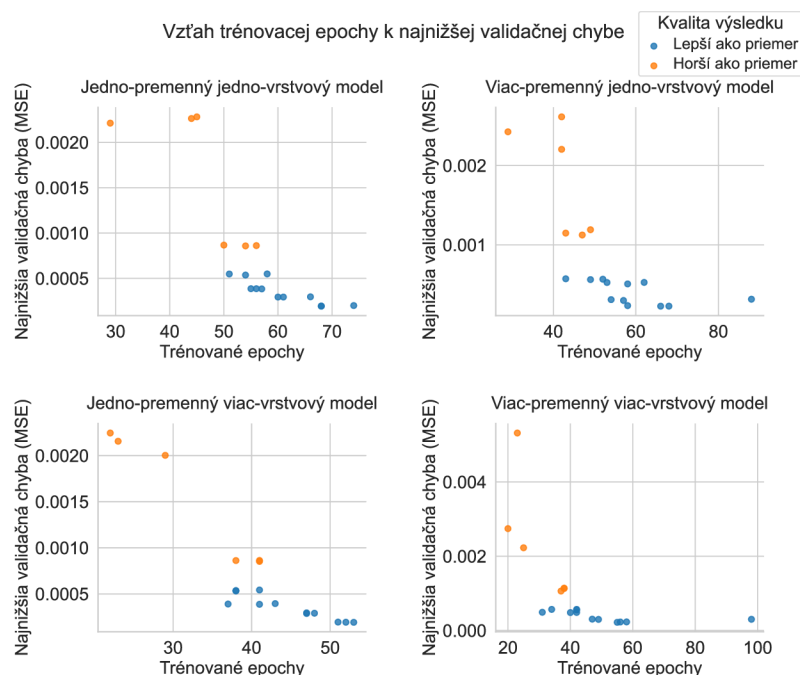 Vzťah trénovacej epochy k najnižšej validačnej chybe
Kvalita výsledku
Lepší ako priemer
Horší ako priemer
Jedno-premenný jedno-vrstvový model
Najnižšia validačná chyba (MSE)
0.0020
0.0015
0.0010
0.0005
30 40 50 60 70
Trénované epochy
Viac-premenný jedno-vrstvový model
Najnižšia validačná chyba (MSE)
0.002
0.001
40 60 80
Trénované epochy
Jedno-premenný viac-vrstvový model
Najnižšia validačná chyba (MSE)
0.0020
0.0015
0.0010
0.0005
30 40 50
Trénované epochy
Viac-premenný viac-vrstvový model
Najnižšia validačná chyba (MSE)
0.004
0.002
0.000
20 40 60 80 100
Trénované epochy